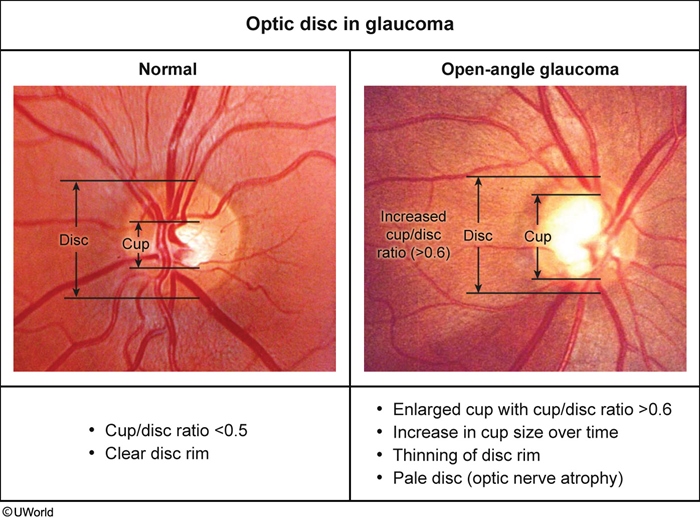 Optic disc in glaucoma
Normal
Open-angle glaucoma
Disc
Cup
Increased
cup/disc
ratio (>0.6)
Disc
Cup
• Cup/disc ratio <0.5
• Clear disc rim
• Enlarged cup with cup/disc ratio >0.6
• Increase in cup size over time
• Thinning of disc rim
• Pale disc (optic nerve atrophy)
©UWorld